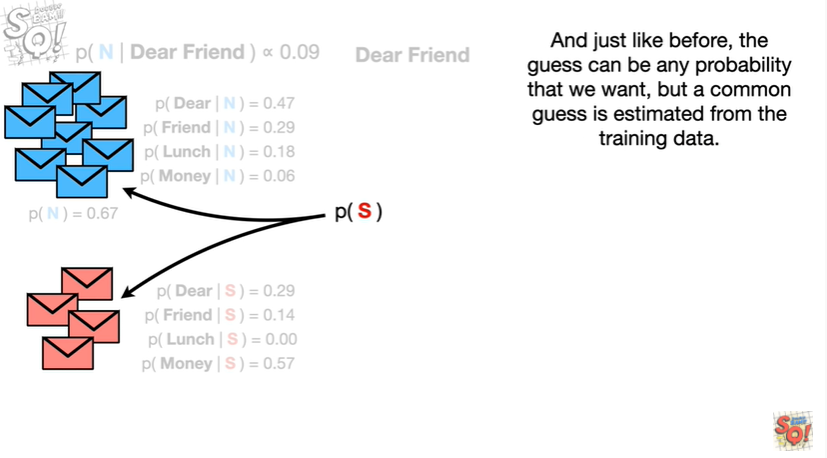 p( N | Dear Friend ) ∝ 0.09
Dear Friend
And just like before, the
guess can be any probability
that we want, but a common
guess is estimated from the
training data.
p( Dear | N ) = 0.47
p( Friend | N ) = 0.29
p( Lunch | N ) = 0.18
p( Money | N ) = 0.06
p( N ) = 0.67
p( S )
p( Dear | S ) = 0.29
p( Friend | S ) = 0.14
p( Lunch | S ) = 0.00
p( Money | S ) = 0.57
SQ!